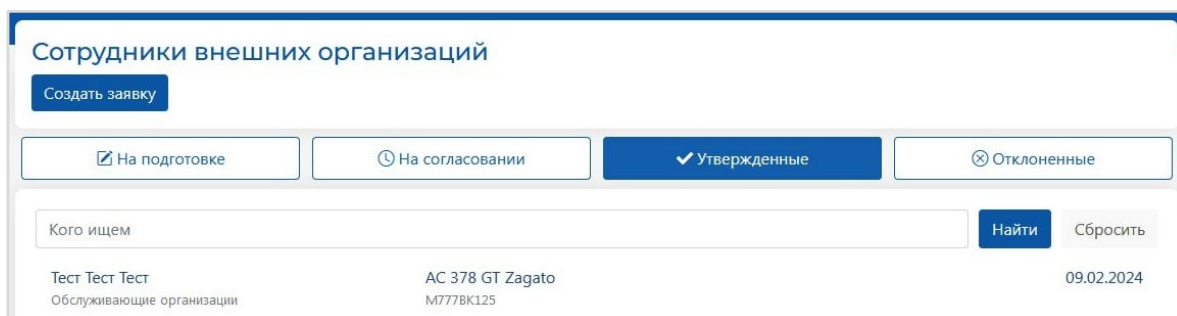 Сотрудники внешних организаций
Создать заявку
На подготовке На согласовании Утвержденные Отклоненные
Кого ищем Найти Сбросить
Тест Тест Тест AC 378 GT Zagato 09.02.2024
Обслуживающие организации М777ВК125